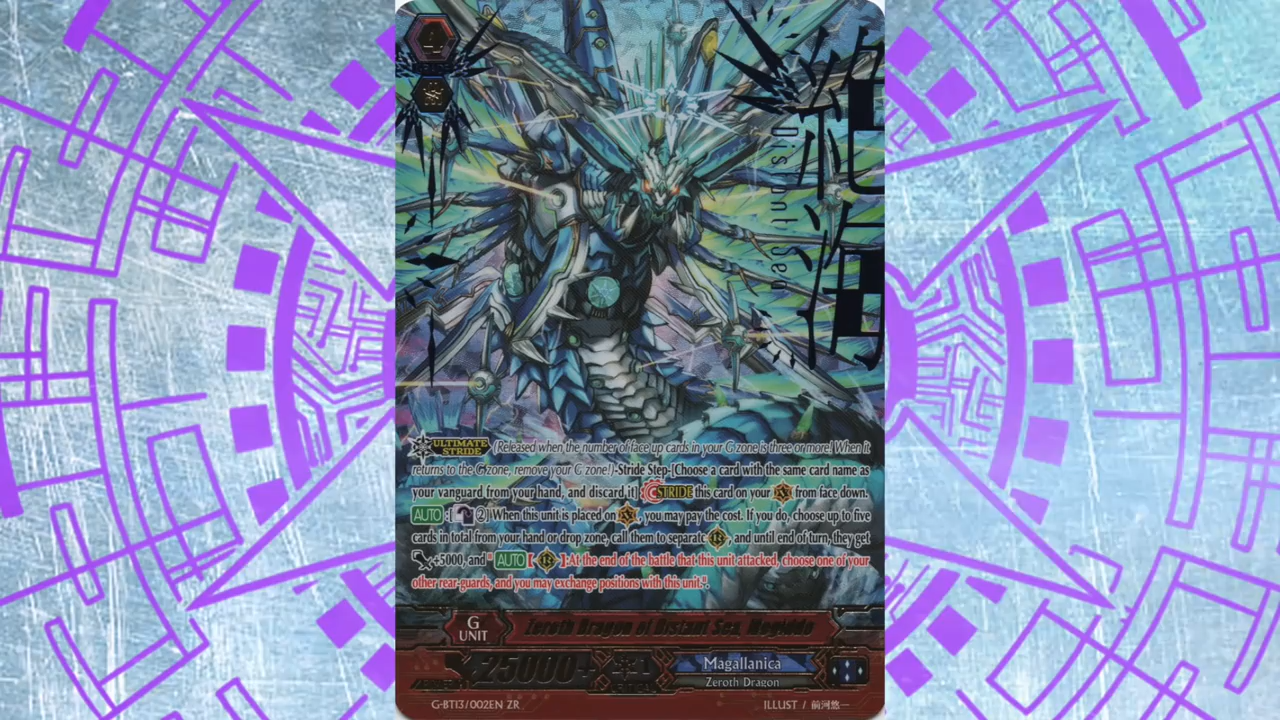 4
絶海
Distant Sea
ULTIMATE STRIDE (Released when the number of face up cards in your G zone is three or more! When it
returns to the G zone, remove your G zone!)-Stride Step-[Choose a card with the same card name as
your vanguard from your hand, and discard it] STRIDE this card on your from face down.
AUTO :[ ②] When this unit is placed on , you may pay the cost. If you do, choose up to five
cards in total from your hand or drop zone, call them to separate R , and until end of turn, they get
+5000, and " AUTO [ R ]:At the end of the battle that this unit attacked, choose one of your
other rear-guards, and you may exchange positions with this unit.".
G UNIT
Zeroth Dragon of Distant Sea, Megiddo
25000+
1
Magallanica
Zeroth Dragon
G-BT13/002EN ZR
ILLUST / 前河悠一